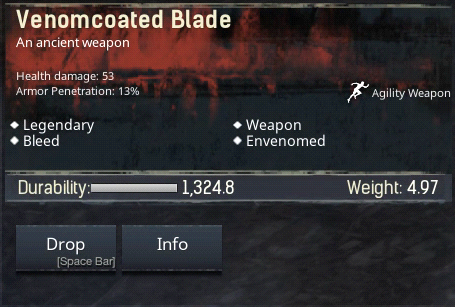 Venomcoated Blade
An ancient weapon
Health damage: 53
Armor Penetration: 13%
Agility Weapon
Legendary
Weapon
Bleed
Envenomed
Durability: 1,324.8
Weight: 4.97
Drop
[Space Bar]
Info